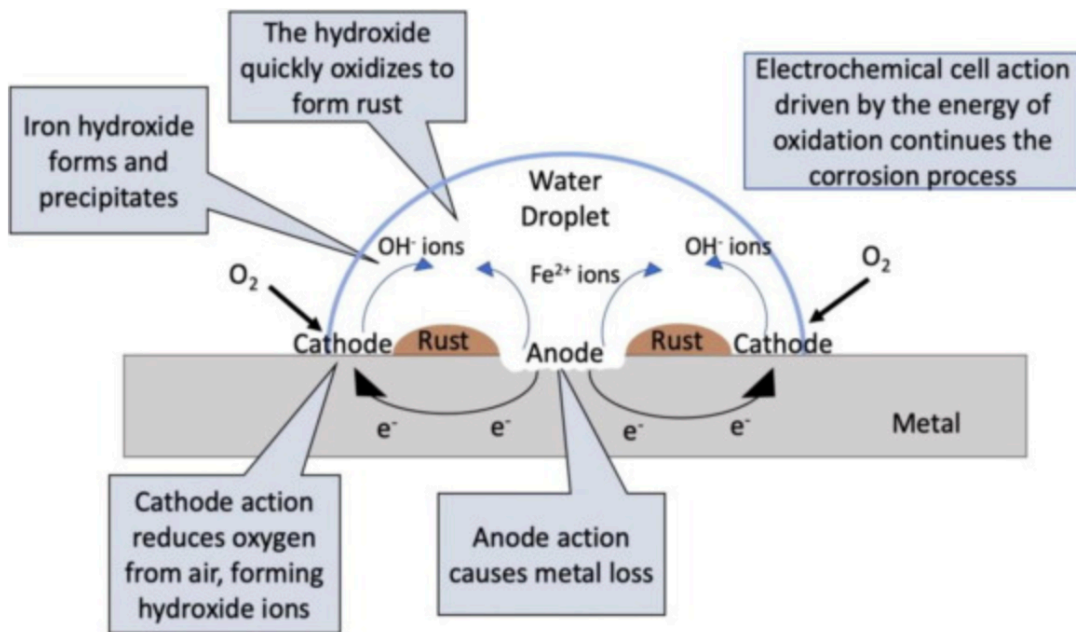 The hydroxide
quickly oxidizes to
form rust
Iron hydroxide
forms and
precipitates
Electrochemical cell action
driven by the energy of
oxidation continues the
corrosion process
Water
Droplet
OH⁻ ions
OH⁻ ions
Fe²⁺ ions
O₂
O₂
Cathode
Rust
Anode
Rust
Cathode
e⁻
e⁻
e⁻
e⁻
Metal
Cathode action
reduces oxygen
from air, forming
hydroxide ions
Anode action
causes metal loss